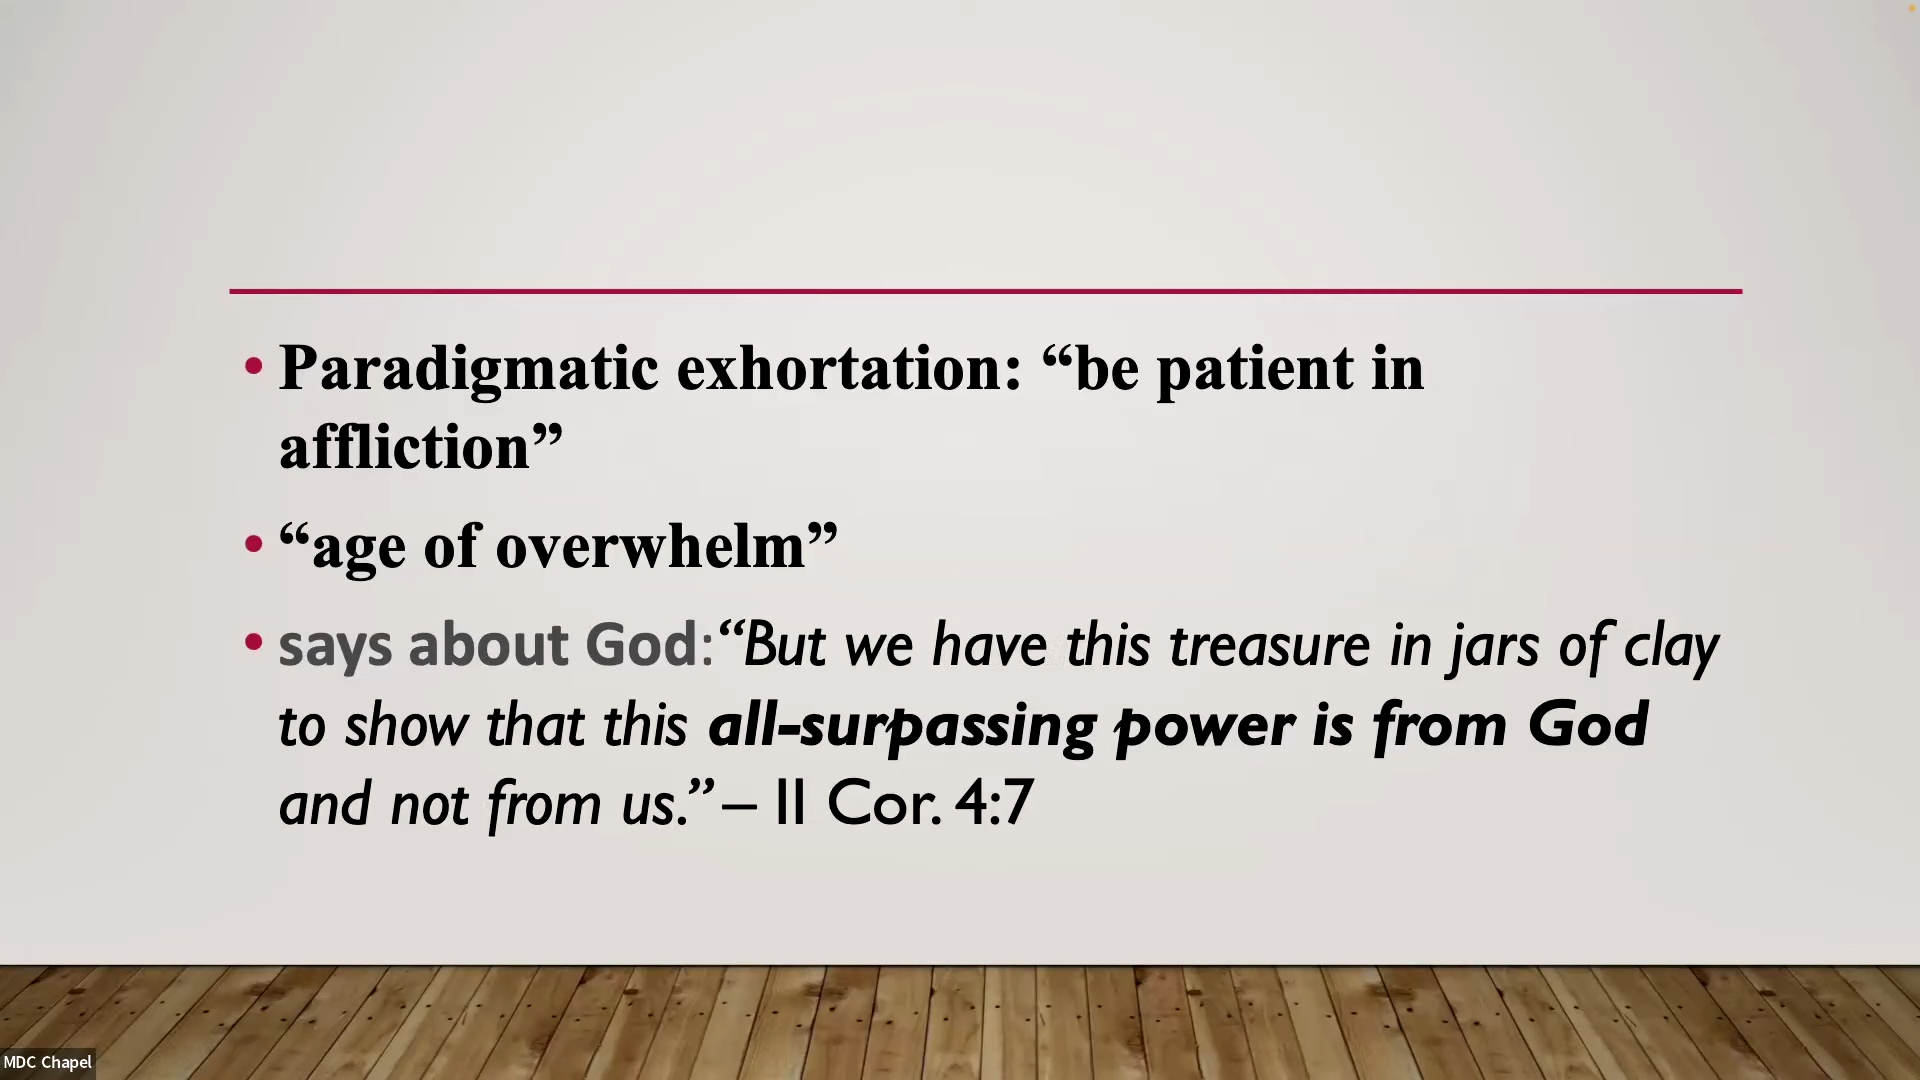 • Paradigmatic exhortation: “be patient in
affliction”
• “age of overwhelm”
• says about God: “But we have this treasure in jars of clay
to show that this all-surpassing power is from God
and not from us.” – II Cor. 4:7
MDC Chapel